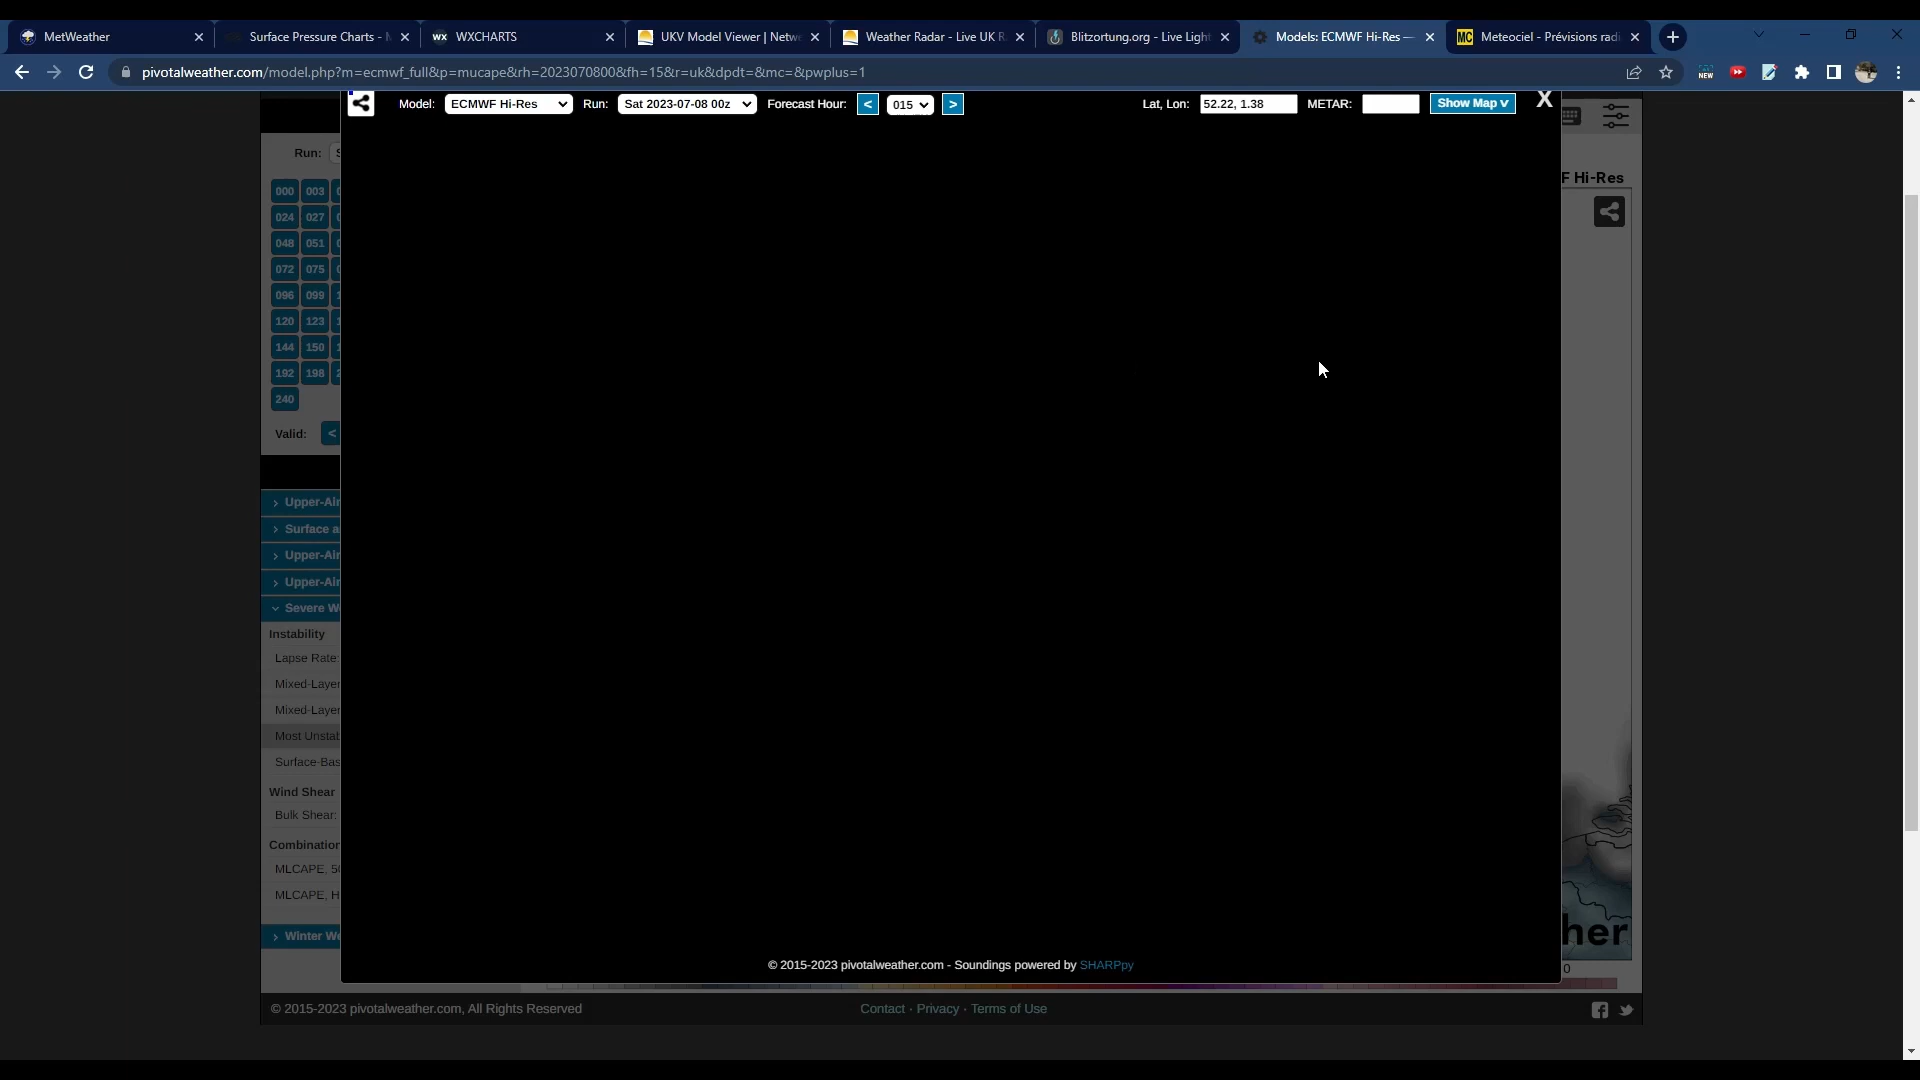 MetWeather
Surface Pressure Charts - M
WXCHARTS
UKV Model Viewer | Netwe
Weather Radar - Live UK R
Blitzortung.org - Live Light
Models: ECMWF Hi-Res —
Meteociel - Prévisions radi
pivotalweather.com/model.php?m=ecmwf_full&p=mucape&rh=2023070800&fh=15&r=uk&dpdt=&mc=&pwplus=1
NEW
Model: ECMWF Hi-Res Run: Sat 2023-07-08 00z Forecast Hour: < 015 > Lat, Lon: 52.22, 1.38 METAR: Show Map v X
Run:
F Hi-Res
000 003
024 027
048 051
072 075
096 099
120 123
144 150
192 198
240
Valid: <
Upper-Air
Surface a
Upper-Air
Upper-Air
Severe We
Instability
Lapse Rate:
Mixed-Layer
Mixed-Layer
Most Unstab
Surface-Bas
Wind Shear
Bulk Shear:
Combination
MLCAPE, 50
MLCAPE, H
Winter We
her
© 2015-2023 pivotalweather.com - Soundings powered by SHARPpy
© 2015-2023 pivotalweather.com, All Rights Reserved
Contact · Privacy · Terms of Use